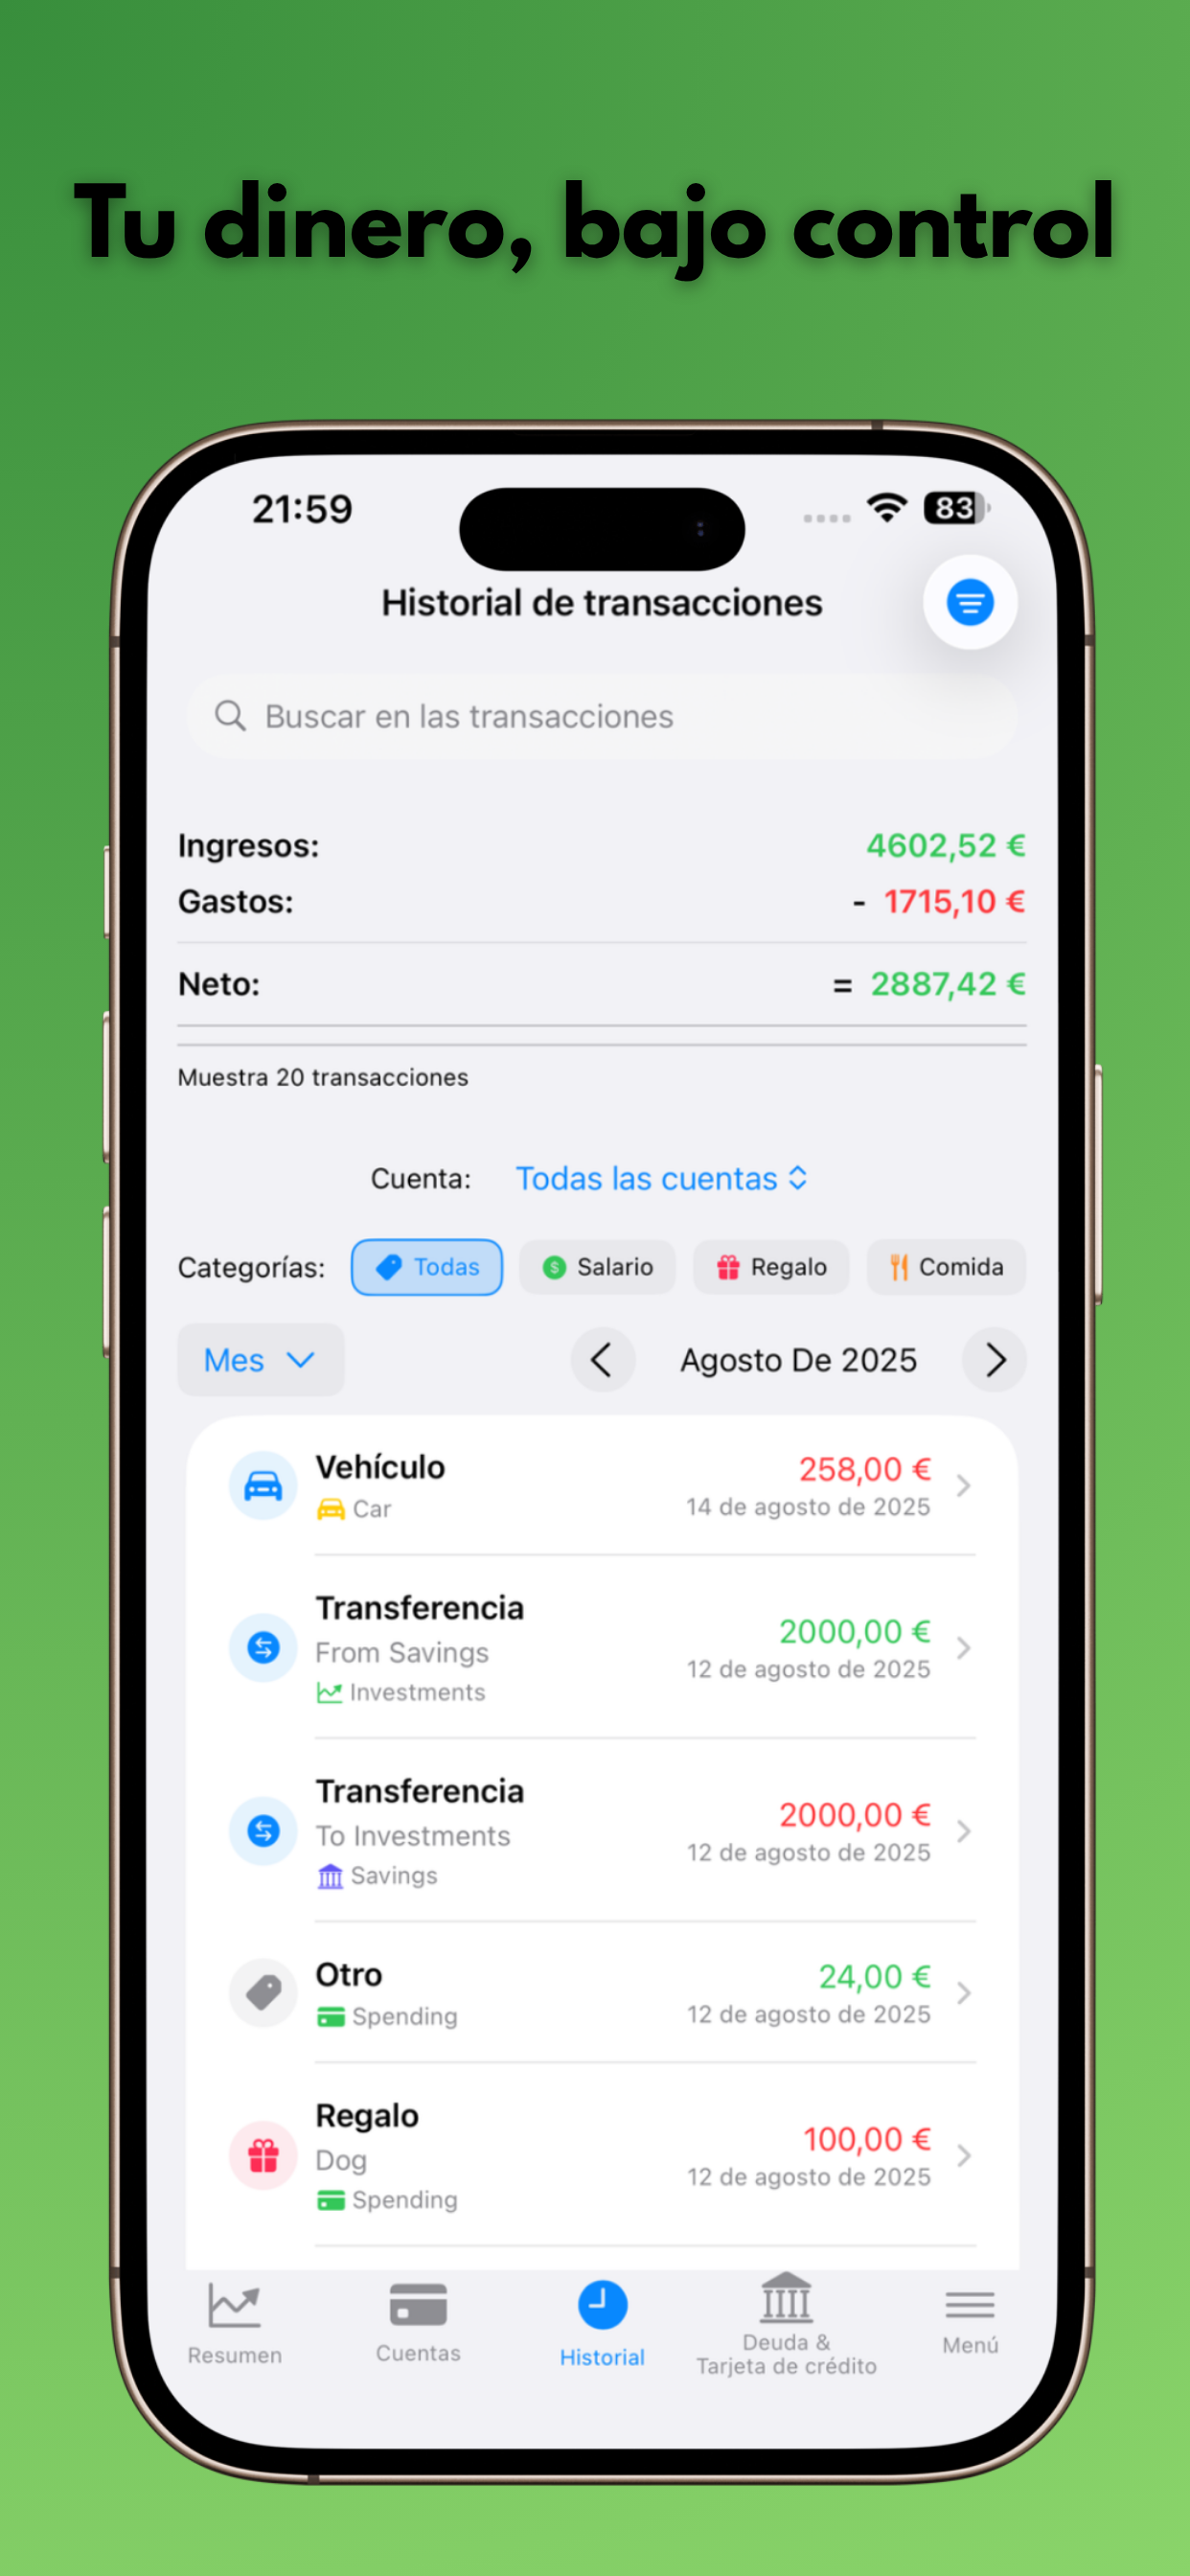 Tu dinero, bajo control
21:59
83
Historial de transacciones
Buscar en las transacciones
Ingresos: 4602,52 €
Gastos: - 1715,10 €
Neto: = 2887,42 €
Muestra 20 transacciones
Cuenta: Todas las cuentas
Categorías: Todas Salario Regalo Comida
Mes Agosto De 2025
Vehículo 258,00 €
Car 14 de agosto de 2025
Transferencia
2000,00 €
From Savings
12 de agosto de 2025
Investments
Transferencia
2000,00 €
To Investments
12 de agosto de 2025
Savings
Otro 24,00 €
Spending 12 de agosto de 2025
Regalo
100,00 €
Dog
12 de agosto de 2025
Spending
Resumen
Cuentas
Historial
Deuda &
Tarjeta de crédito
Menú